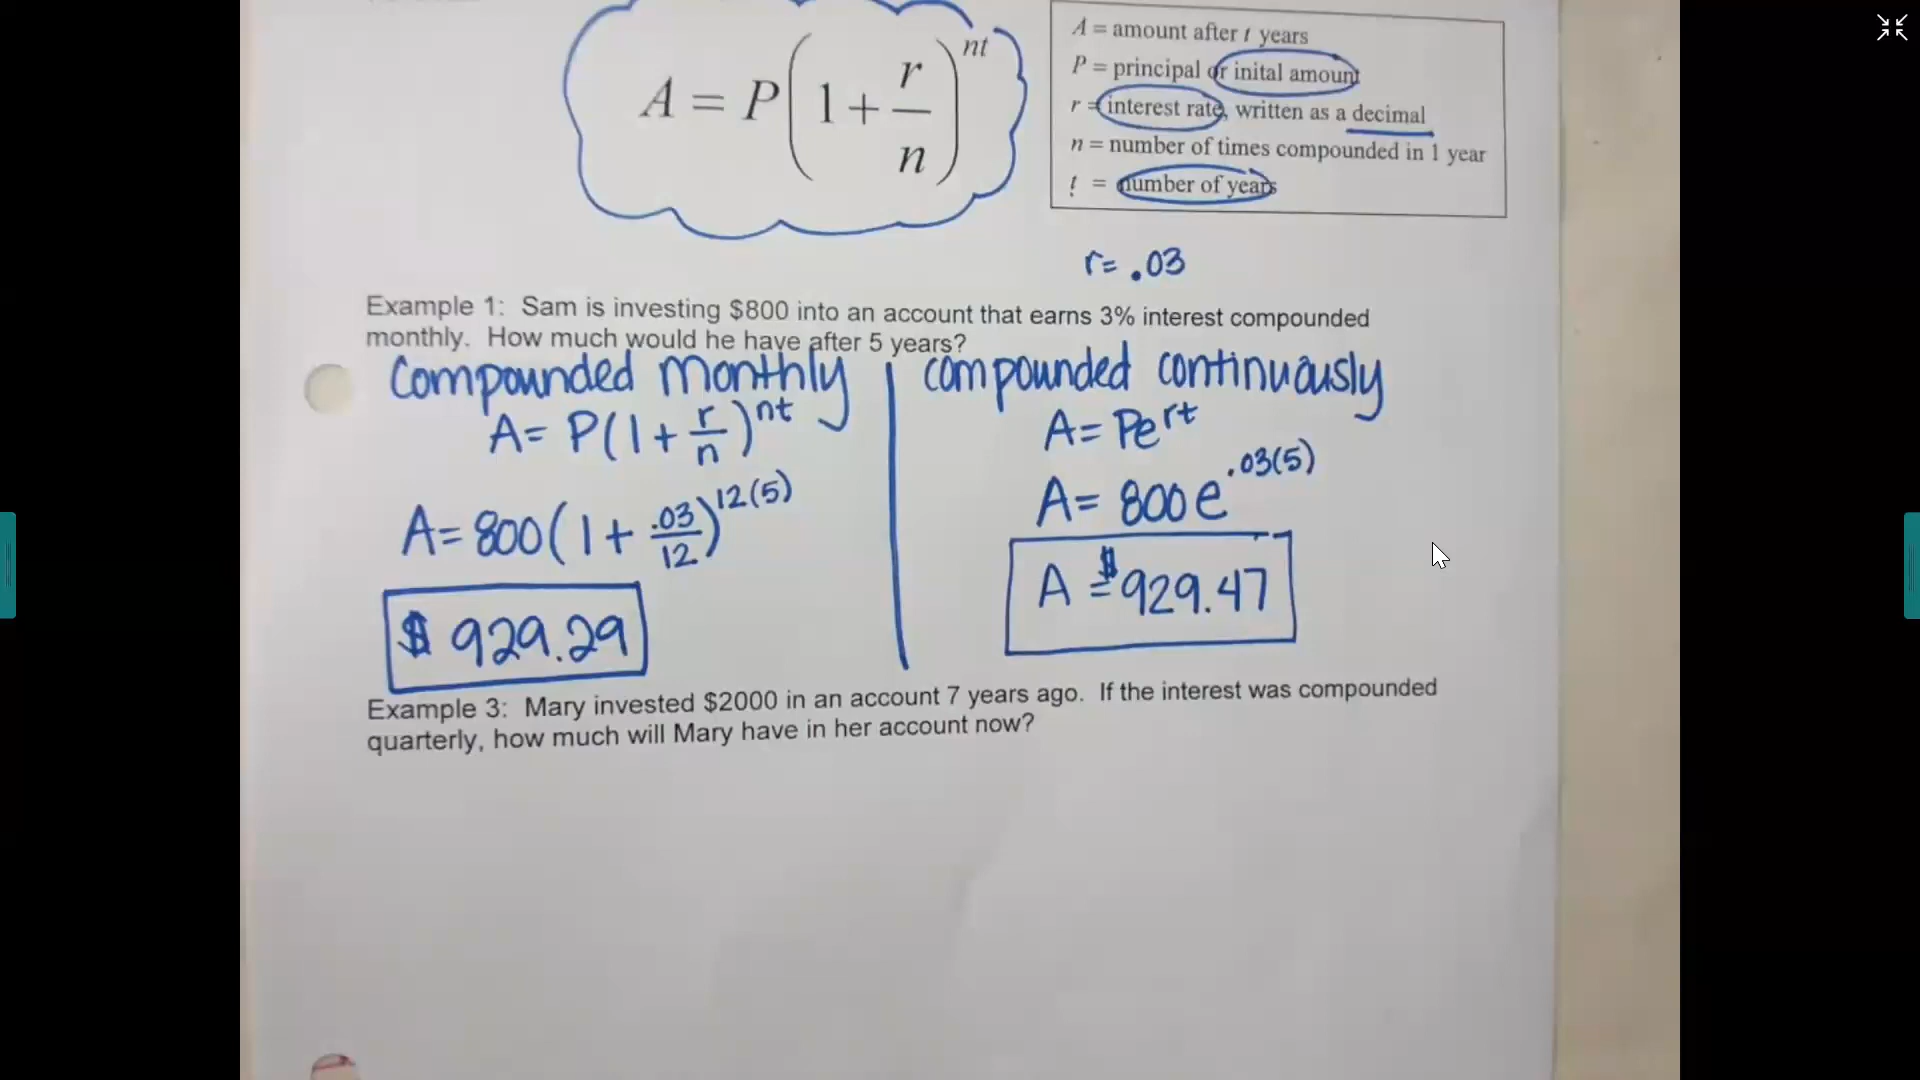 A = P(1 + r/n)^nt
A = amount after t years
P = principal or inital amount
r = interest rate, written as a decimal
n = number of times compounded in 1 year
t = number of years
r = .03
Example 1: Sam is investing $800 into an account that earns 3% interest compounded
monthly. How much would he have after 5 years?
Compounded Monthly
A = P(1 + r/n)^nt
A = 800(1 + .03/12)^12(5)
$ 929.29
compounded continuously
A = Pe^rt
A = 800e^.03(5)
A = $929.47
Example 3: Mary invested $2000 in an account 7 years ago. If the interest was compounded
quarterly, how much will Mary have in her account now?